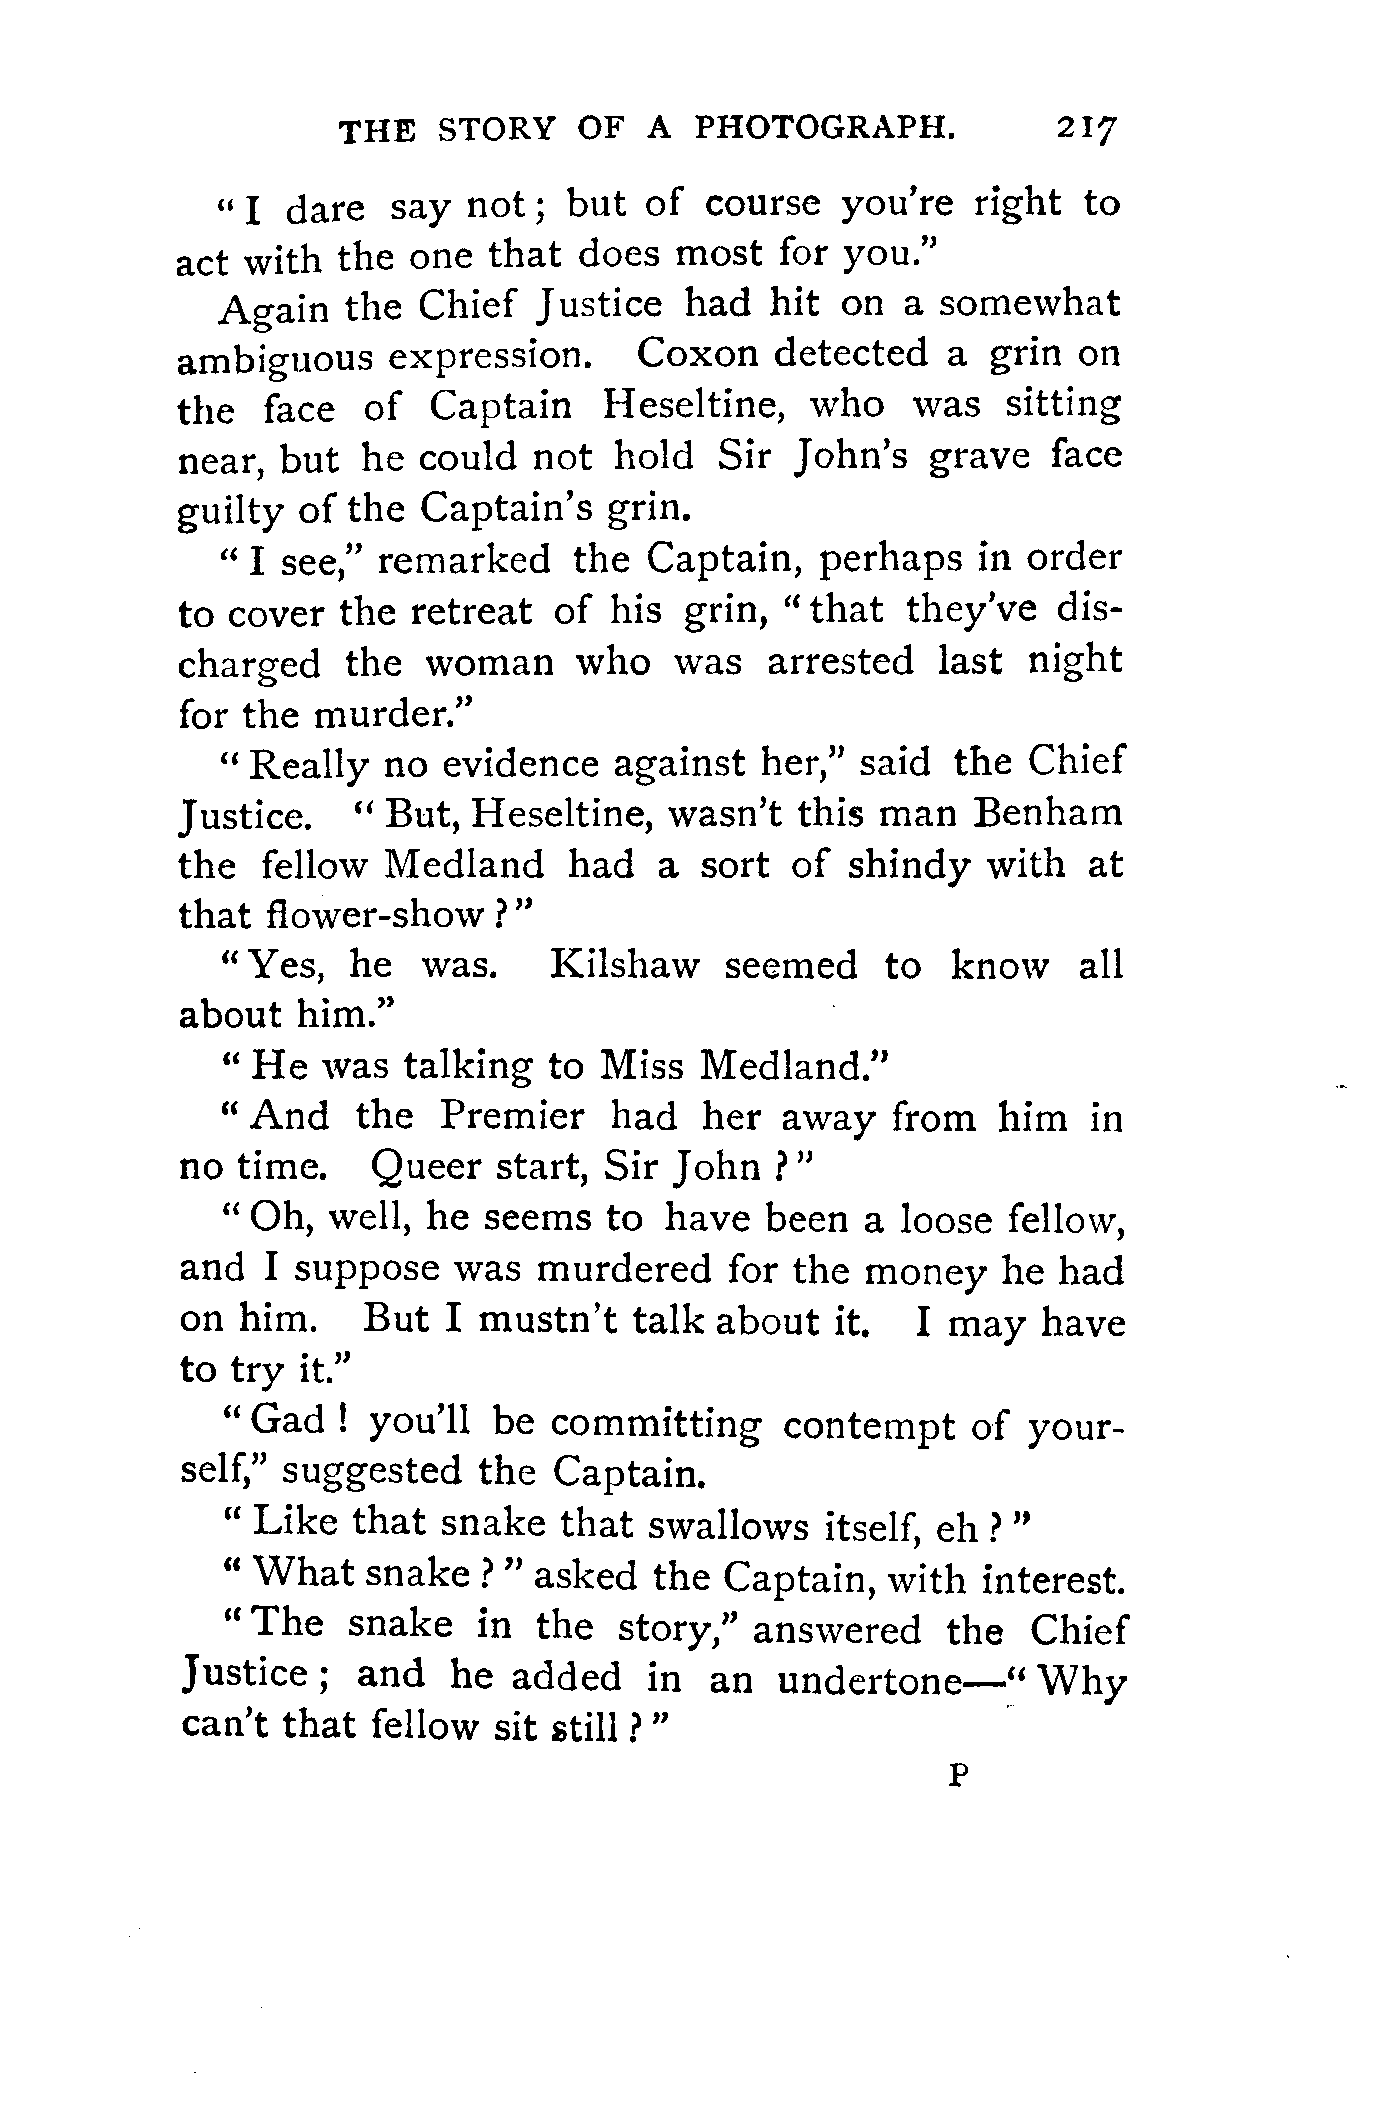 THE STORY OF A PHOTOGRAPH. 217
" I dare say not ; but of course you're right to
act with the one that does most for you."
Again the Chief Justice had hit on a somewhat
ambiguous expression. Coxon detected a grin on
the face of Captain Heseltine, who was sitting
near, but he could not hold Sir John's grave face
guilty of the Captain's grin.
" I see," remarked the Captain, perhaps in order
to cover the retreat of his grin, " that they've dis-
charged the woman who was arrested last night
for the murder."
" Really no evidence against her," said the Chief
Justice. " But, Heseltine, wasn't this man Benham
the fellow Medland had a sort of shindy with at
that flower-show ? "
" Yes, he was. Kilshaw seemed to know all
about him."
" He was talking to Miss Medland."
" And the Premier had her away from him in
no time. Queer start, Sir John ? "
" Oh, well, he seems to have been a loose fellow,
and I suppose was murdered for the money he had
on him. But I mustn't talk about it. I may have
to try it."
" Gad ! you'll be committing contempt of your-
self," suggested the Captain.
" Like that snake that swallows itself, eh ? "
" What snake ? " asked the Captain, with interest.
" The snake in the story," answered the Chief
Justice ; and he added in an undertone—" Why
can't that fellow sit still ? "
P